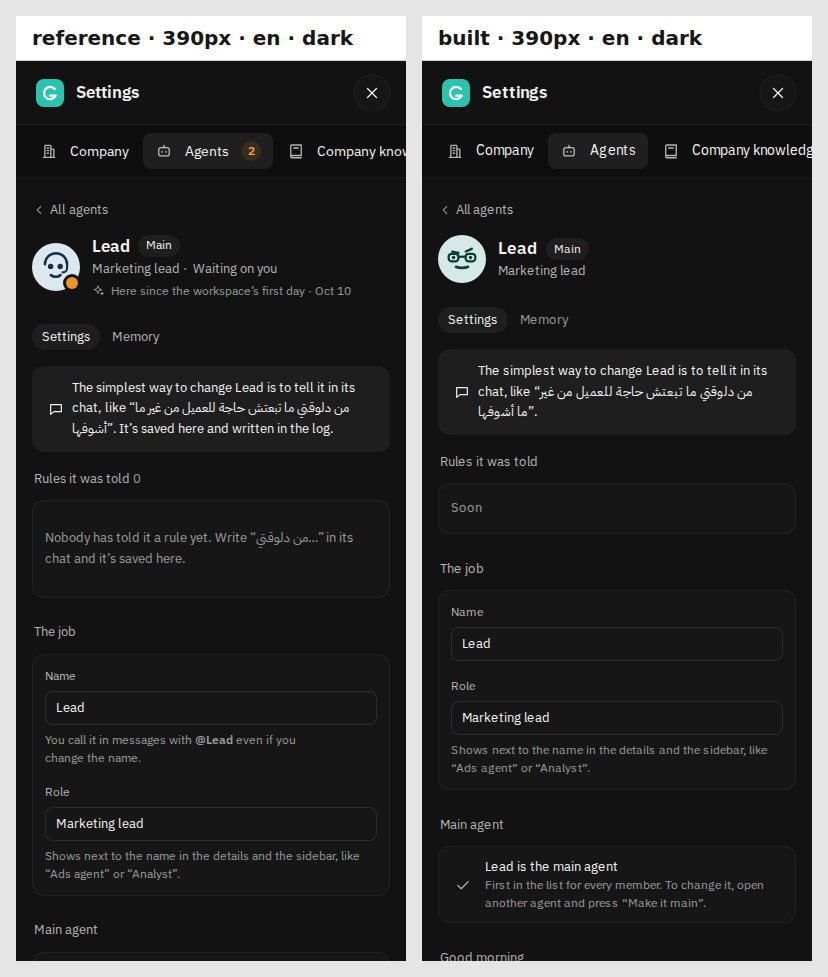 reference · 390px · en · dark
Settings
Company
Agents 2
Company know
All agents
Lead Main
Marketing lead · Waiting on you
Here since the workspace’s first day · Oct 10
Settings Memory
The simplest way to change Lead is to tell it in its
chat, like “من دلوقتي ما تبعتش حاجة للعميل من غير ما
أشوفها”. It’s saved here and written in the log.
Rules it was told 0
Nobody has told it a rule yet. Write “من دلوقتي…” in its
chat and it’s saved here.
The job
Name
Lead
You call it in messages with @Lead even if you
change the name.
Role
Marketing lead
Shows next to the name in the details and the sidebar, like
“Ads agent” or “Analyst”.
Main agent
built · 390px · en · dark
Settings
Company
Agents
Company knowledg
All agents
Lead Main
Marketing lead
Settings Memory
The simplest way to change Lead is to tell it in its
chat, like “من دلوقتي ما تبعتش حاجة للعميل من غير
ما أشوفها”.
Rules it was told
Soon
The job
Name
Lead
Role
Marketing lead
Shows next to the name in the details and the sidebar, like
“Ads agent” or “Analyst”.
Main agent
Lead is the main agent
First in the list for every member. To change it, open
another agent and press “Make it main”.
Good morning